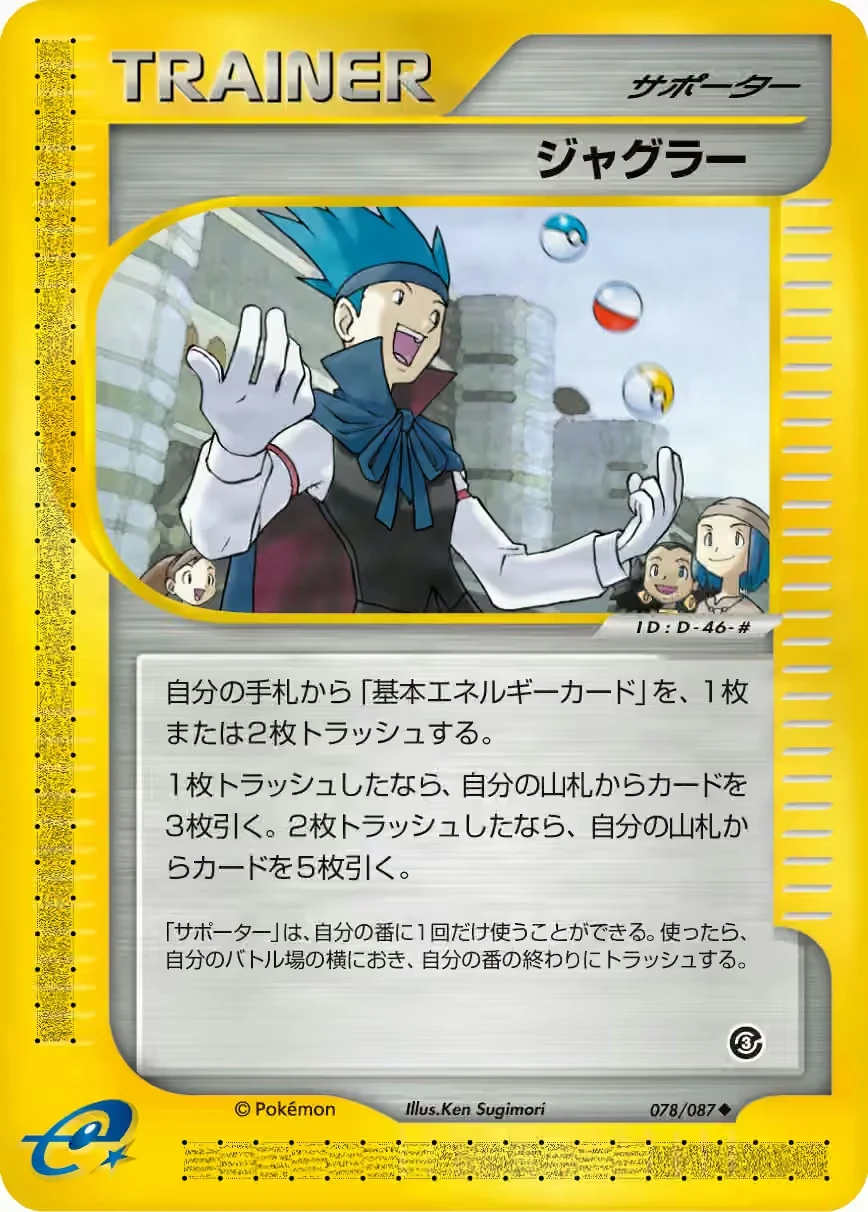 TRAINER
サポーター
ジャグラー
ID:D-46-#
自分の手札から「基本エネルギーカード」を、1枚
または2枚トラッシュする。
1枚トラッシュしたなら、自分の山札からカードを
3枚引く。2枚トラッシュしたなら、自分の山札か
らカードを5枚引く。
「サポーター」は、自分の番に1回だけ使うことができる。使ったら、
自分のバトル場の横におき、自分の番の終わりにトラッシュする。
3
© Pokémon Illus.Ken Sugimori 078/087◆
e